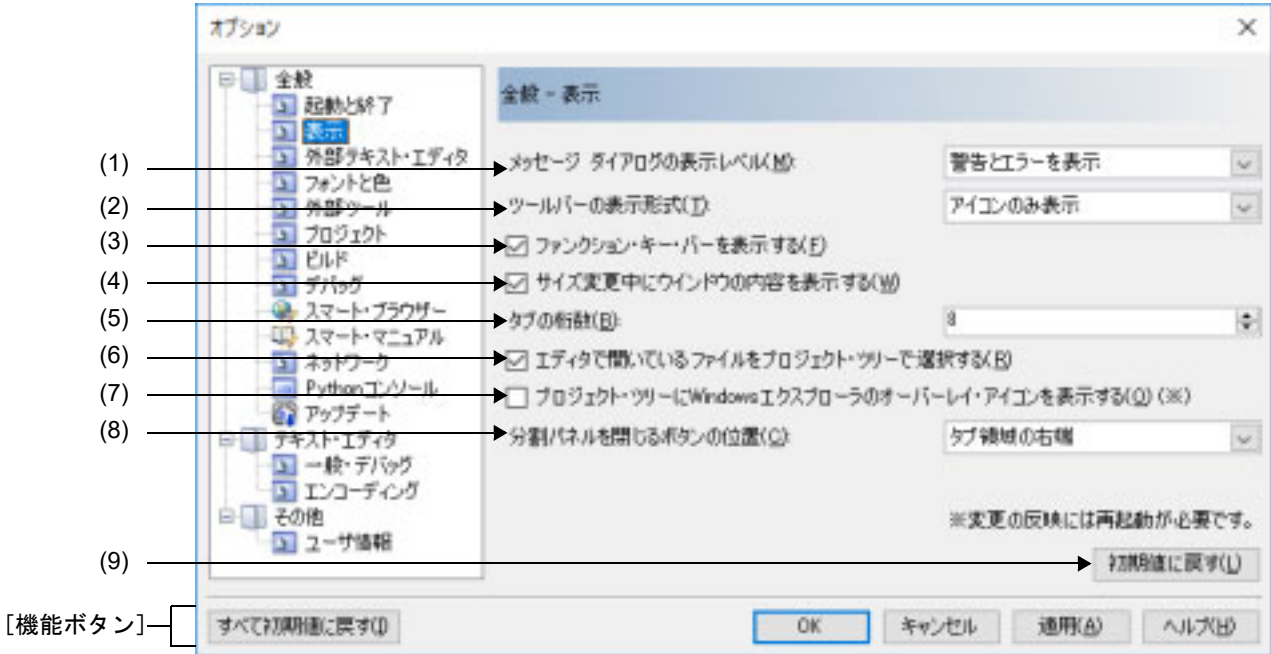 オプション
全般
起動と終了
表示
外部テキスト・エディタ
フォントと色
外部ツール
プロジェクト
ビルド
デバッグ
スマート・ブラウザー
スマート・マニュアル
ネットワーク
Pythonコンソール
アップデート
テキスト・エディタ
一般・デバッグ
エンコーディング
その他
ユーザ情報
全般 - 表示
(1) メッセージ ダイアログの表示レベル(M): 警告とエラーを表示
(2) ツールバーの表示形式(T): アイコンのみ表示
(3) ファンクション・キー・バーを表示する(F)
(4) サイズ変更中にウインドウの内容を表示する(W)
(5) タブの桁数(B): 8
(6) エディタで開いているファイルをプロジェクト・ツリーで選択する(R)
(7) プロジェクト・ツリーにWindowsエクスプローラのオーバーレイ・アイコンを表示する(O) (※)
(8) 分割パネルを閉じるボタンの位置(C): タブ領域の右端
※変更の反映には再起動が必要です。
(9) 初期値に戻す(L)
[機能ボタン] すべて初期値に戻す(I) OK キャンセル 適用(A) ヘルプ(H)